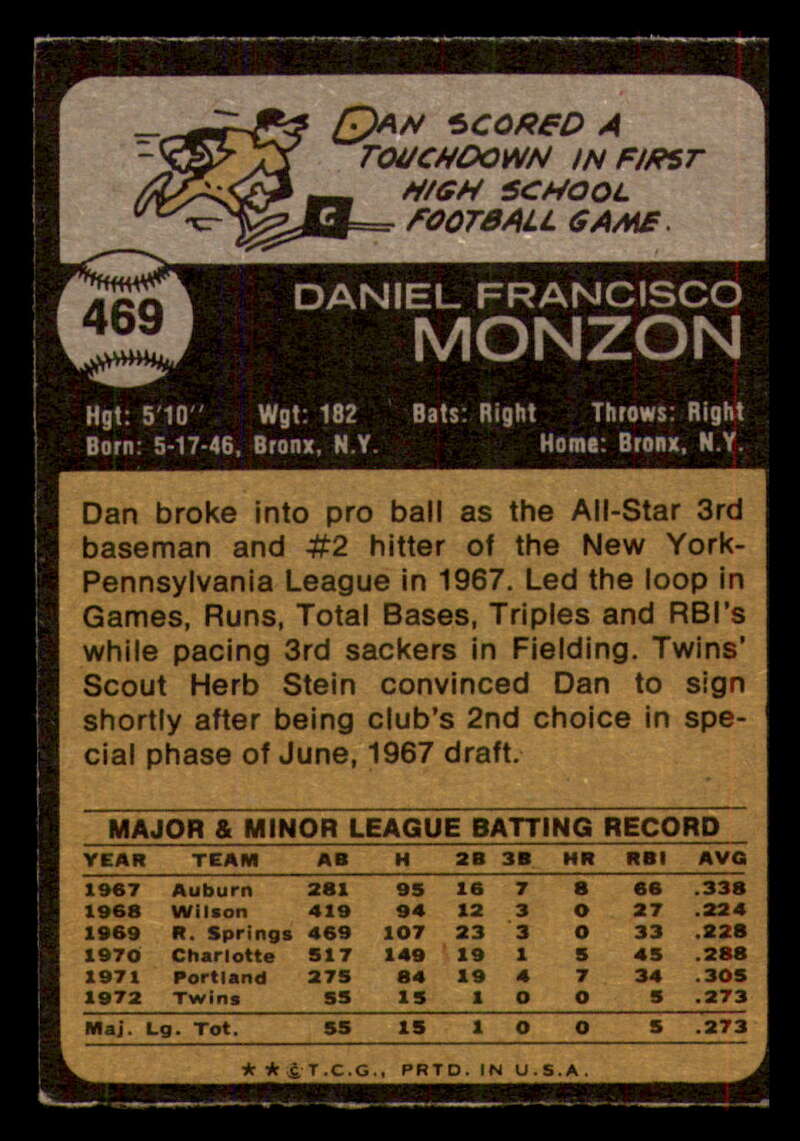 DAN SCORED A
TOUCHDOWN IN FIRST
HIGH SCHOOL
FOOTBALL GAME.
G
469
DANIEL FRANCISCO
MONZON
Hgt: 5'10" Wgt: 182 Bats: Right Throws: Right
Born: 5-17-46, Bronx, N.Y. Home: Bronx, N.Y.
Dan broke into pro ball as the All-Star 3rd
baseman and #2 hitter of the New York-
Pennsylvania League in 1967. Led the loop in
Games, Runs, Total Bases, Triples and RBI's
while pacing 3rd sackers in Fielding. Twins'
Scout Herb Stein convinced Dan to sign
shortly after being club's 2nd choice in spe-
cial phase of June, 1967 draft.
MAJOR & MINOR LEAGUE BATTING RECORD
YEAR TEAM AB H 2B 3B HR RBI AVG
1967 Auburn 281 95 16 7 8 66 .338
1968 Wilson 419 94 12 3 0 27 .224
1969 R. Springs 469 107 23 3 0 33 .228
1970 Charlotte 517 149 19 1 5 45 .288
1971 Portland 275 84 19 4 7 34 .305
1972 Twins 55 15 1 0 0 5 .273
Maj. Lg. Tot. 55 15 1 0 0 5 .273
* * © T.C.G., PRTD. IN U.S.A.